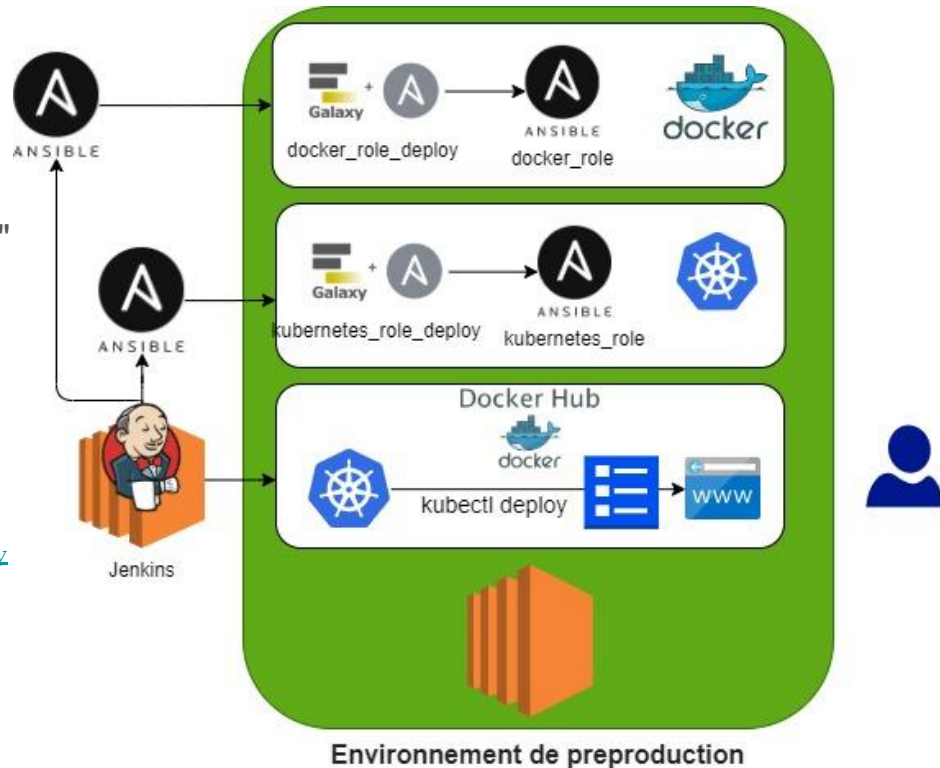 Galaxy
+
docker_role_deploy
ANSIBLE
docker_role
docker
ANSIBLE
"
Galaxy
+
kubernetes_role_deploy
ANSIBLE
kubernetes_role
ANSIBLE
Docker Hub
docker
kubectl deploy
www
y
Jenkins
Environnement de preproduction